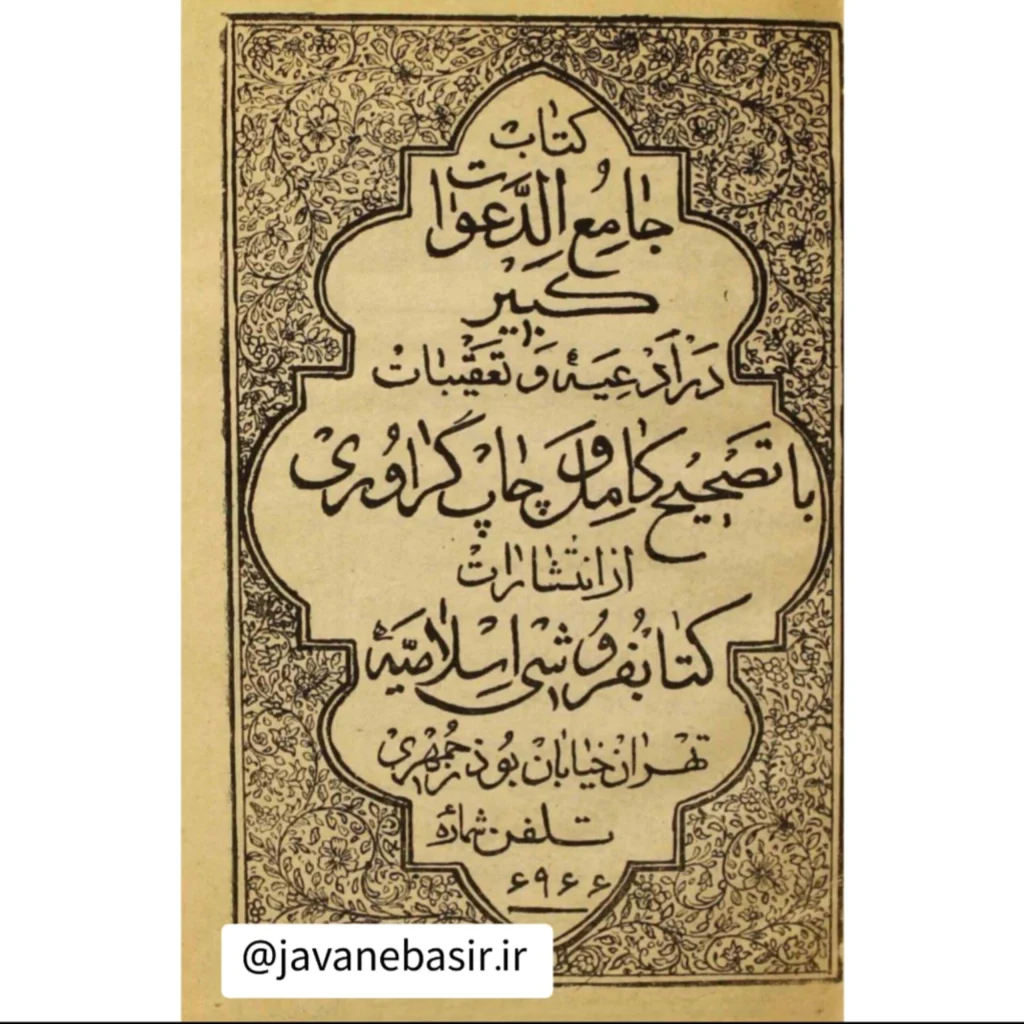 کتاب
جامع الدعوات
کبیر
در ادعیهٔ و تعقیبات
با تصحیح کامل و چاپ گراوری
از انتشارات
کتابفروشی اسلامیهٔ
تهران خیابان بوذرجمهری
تلفن شمارهٔ
۶۹۶۶
@javanebasir.ir